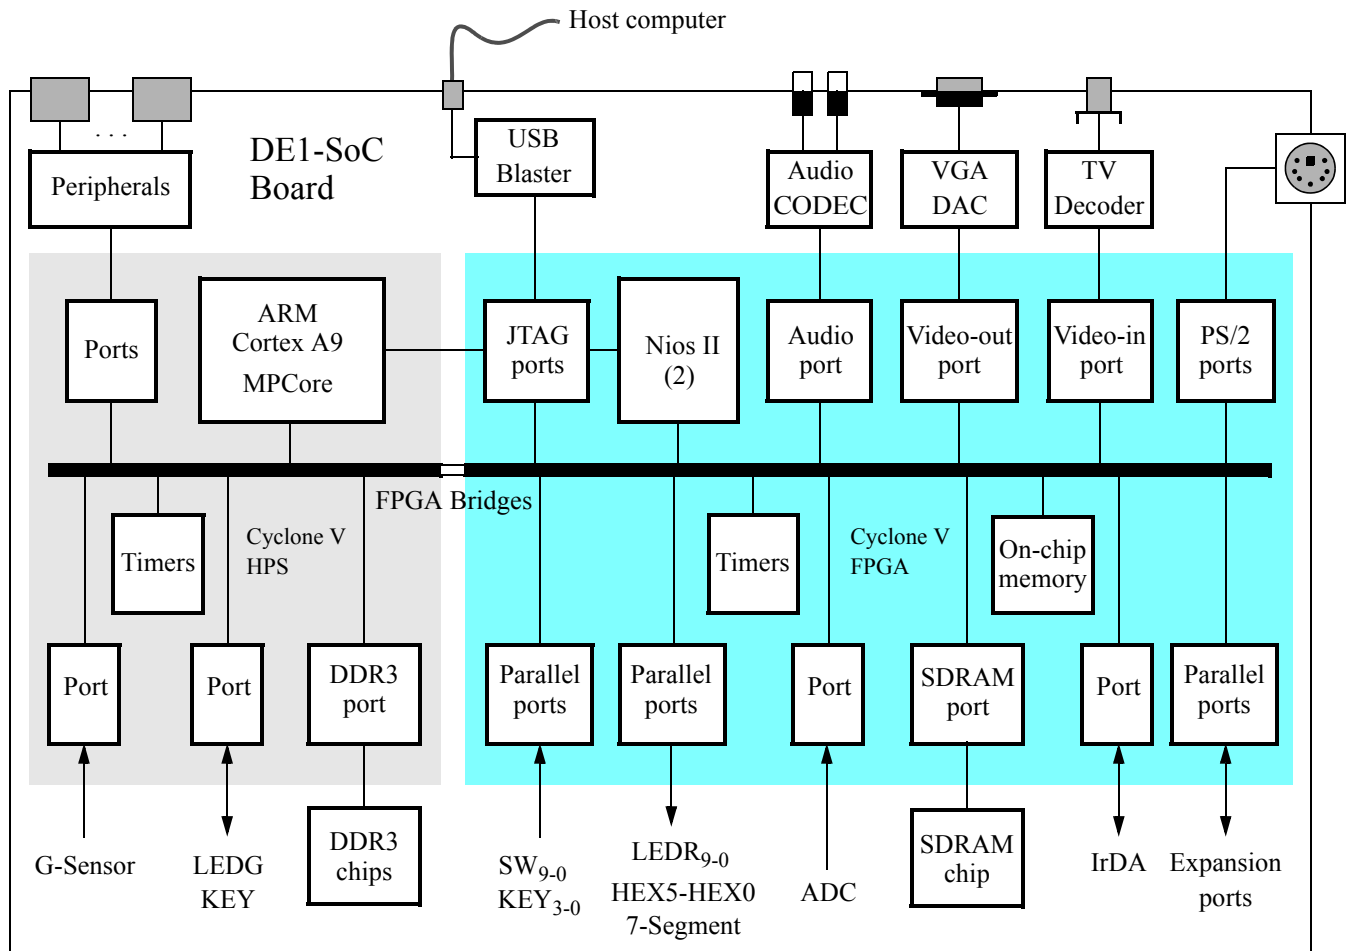 Host computer
. . .
DE1-SoC
Board
Peripherals
USB
Blaster
Audio
CODEC
VGA
DAC
TV
Decoder
Ports
ARM
Cortex A9
MPCore
JTAG
ports
Nios II
(2)
Audio
port
Video-out
port
Video-in
port
PS/2
ports
FPGA Bridges
Timers
Cyclone V
HPS
Timers
Cyclone V
FPGA
On-chip
memory
Port
Port
DDR3
port
Parallel
ports
Parallel
ports
Port
SDRAM
port
Port
Parallel
ports
G-Sensor
LEDG
KEY
DDR3
chips
SW9-0
KEY3-0
LEDR9-0
HEX5-HEX0
7-Segment
ADC
SDRAM
chip
IrDA
Expansion
ports